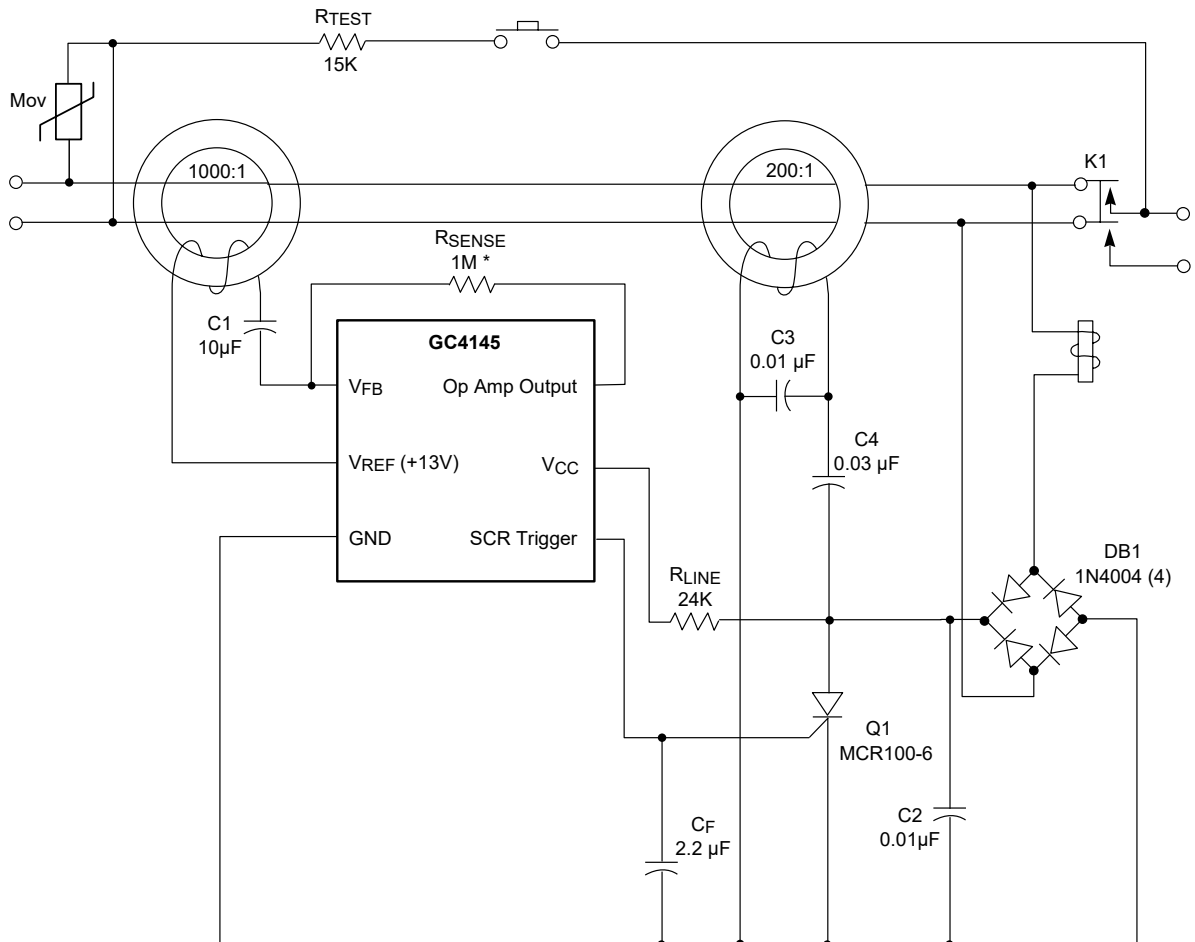 RTEST
15K
Mov
1000:1
200:1
K1
RSENSE
1M *
C1
10µF
GC4145
VFB
Op Amp Output
VREF (+13V)
VCC
GND
SCR Trigger
C3
0.01 µF
C4
0.03 µF
RLINE
24K
DB1
1N4004 (4)
Q1
MCR100-6
CF
2.2 µF
C2
0.01µF